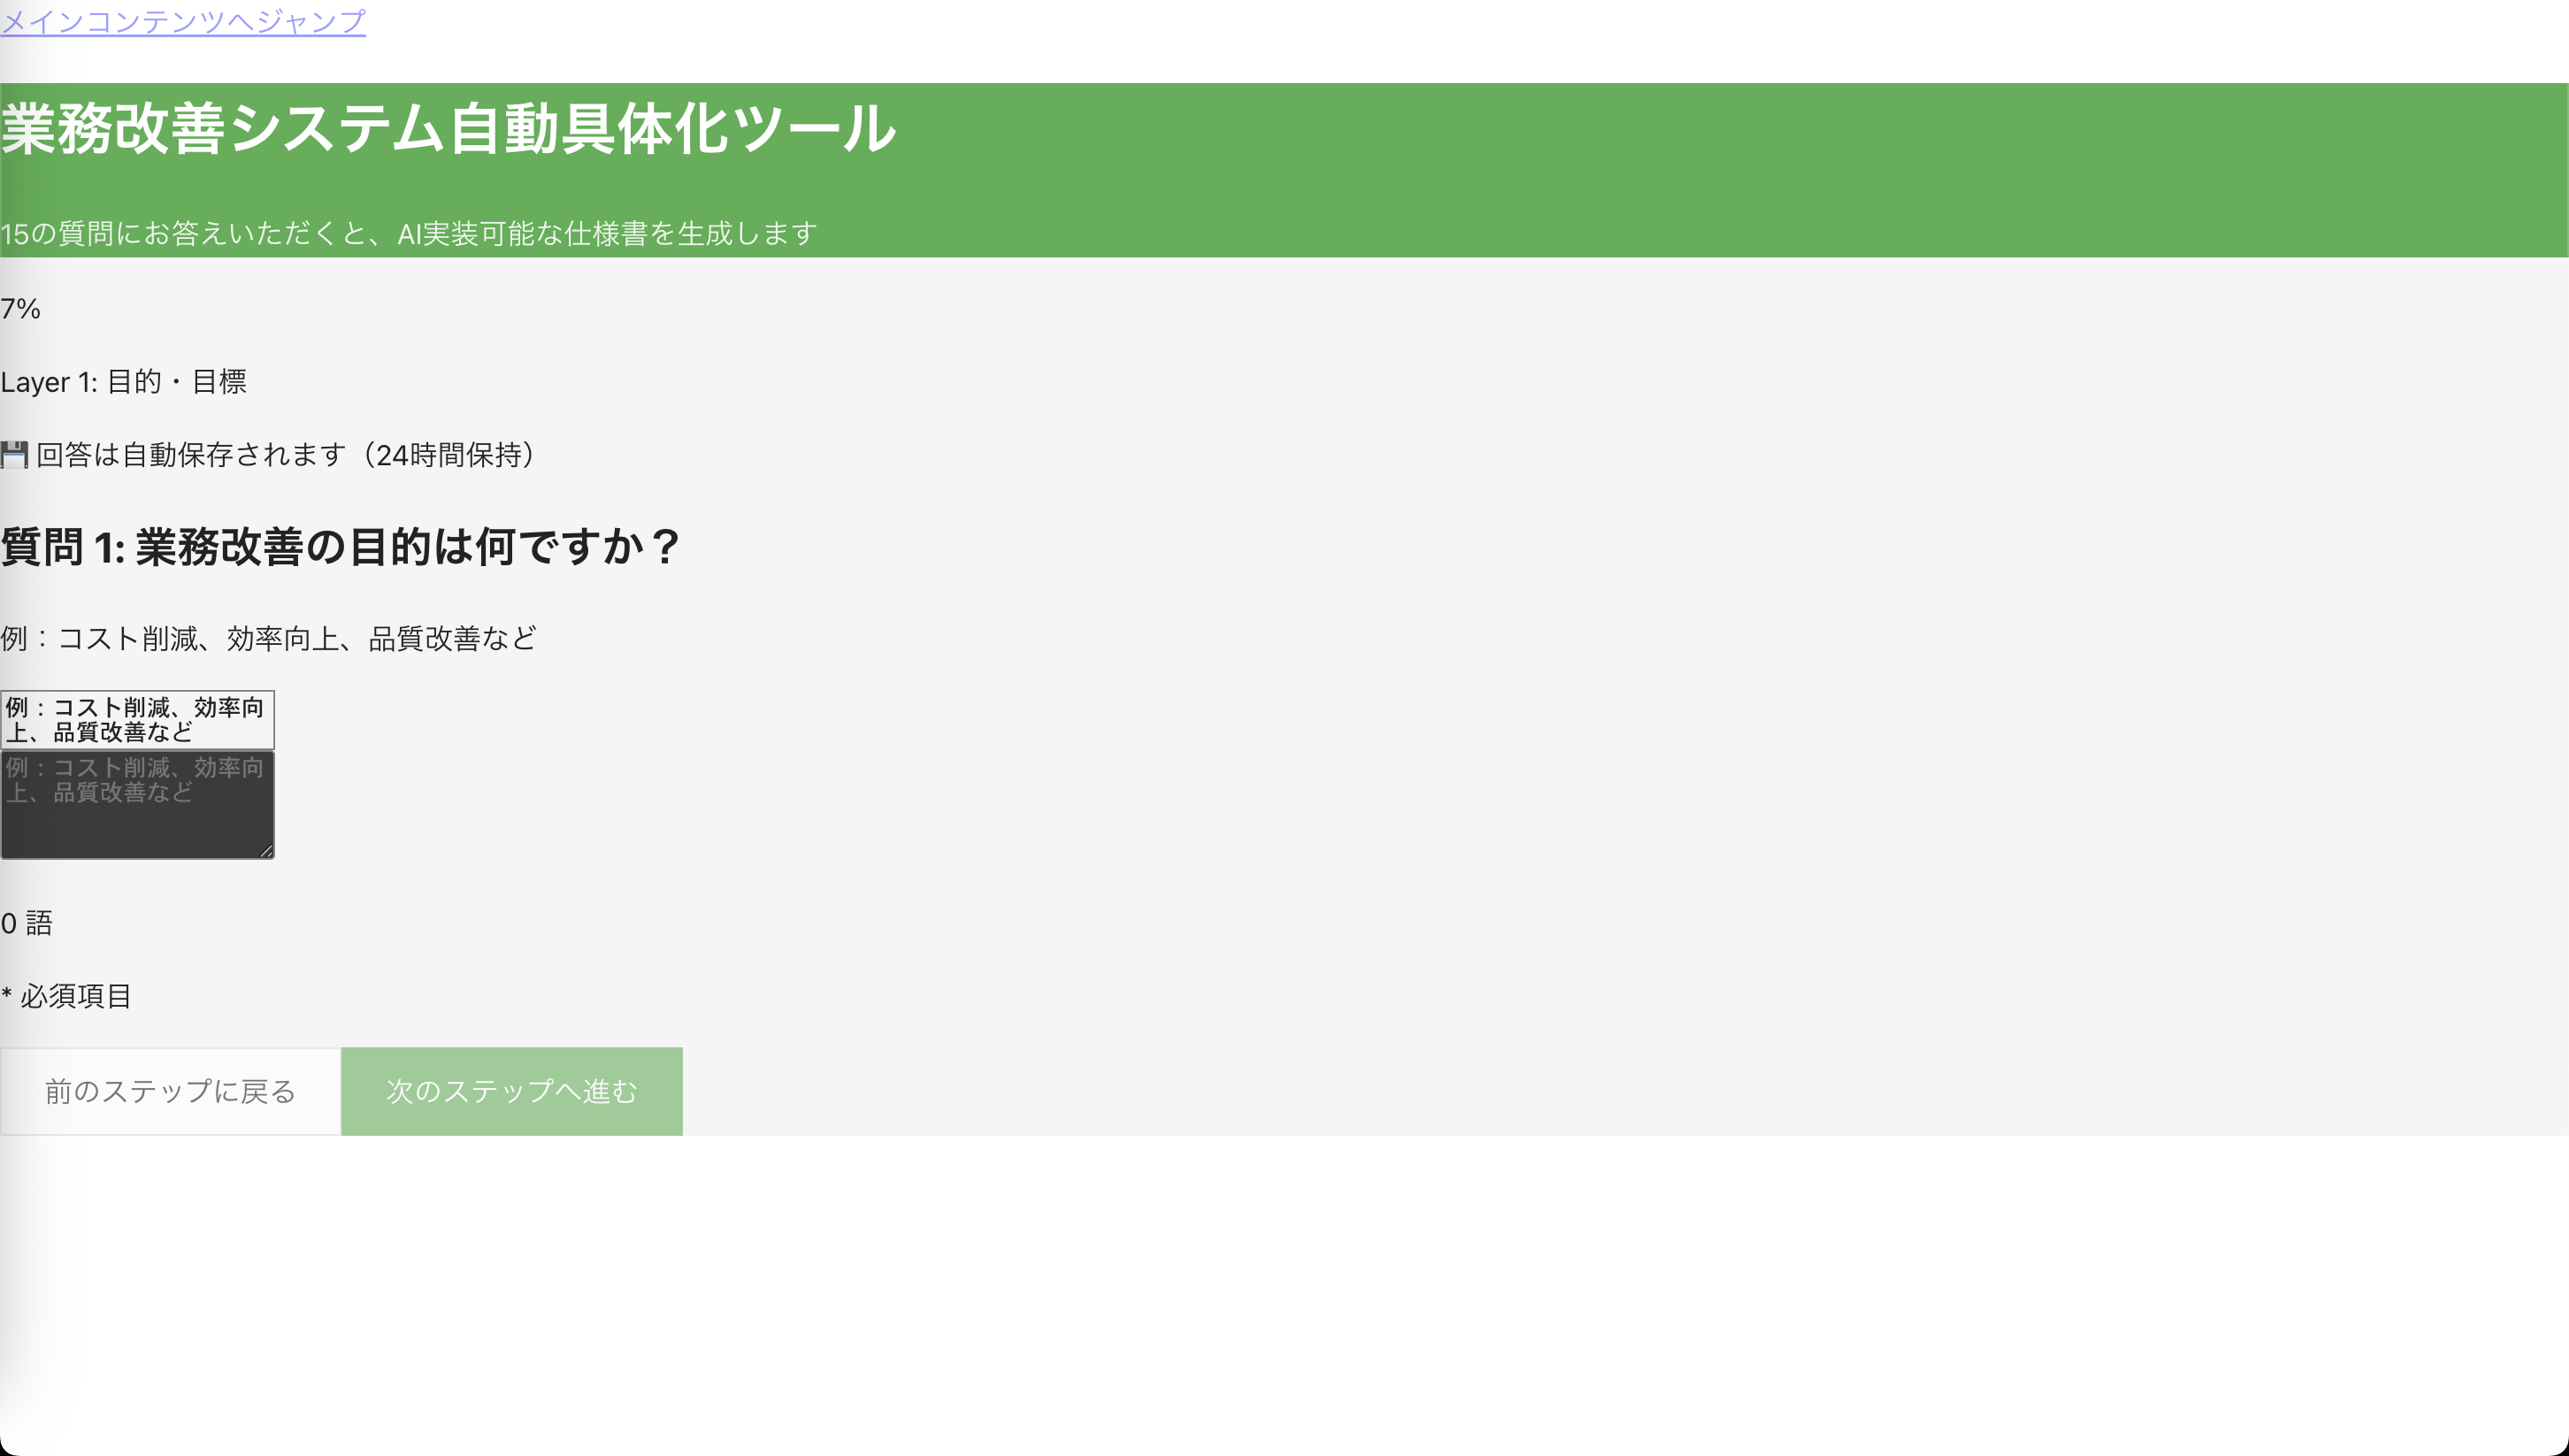 メインコンテンツへジャンプ
業務改善システム自動具体化ツール
15の質問にお答えいただくと、AI実装可能な仕様書を生成します
7%
Layer 1: 目的・目標
💾 回答は自動保存されます（24時間保持）
質問 1: 業務改善の目的は何ですか？
例：コスト削減、効率向上、品質改善など
例：コスト削減、効率向
上、品質改善など
例：コスト削減、効率向
上、品質改善など
0 語
* 必須項目
前のステップに戻る
次のステップへ進む